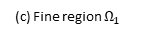 (c) Fine region Ω₁